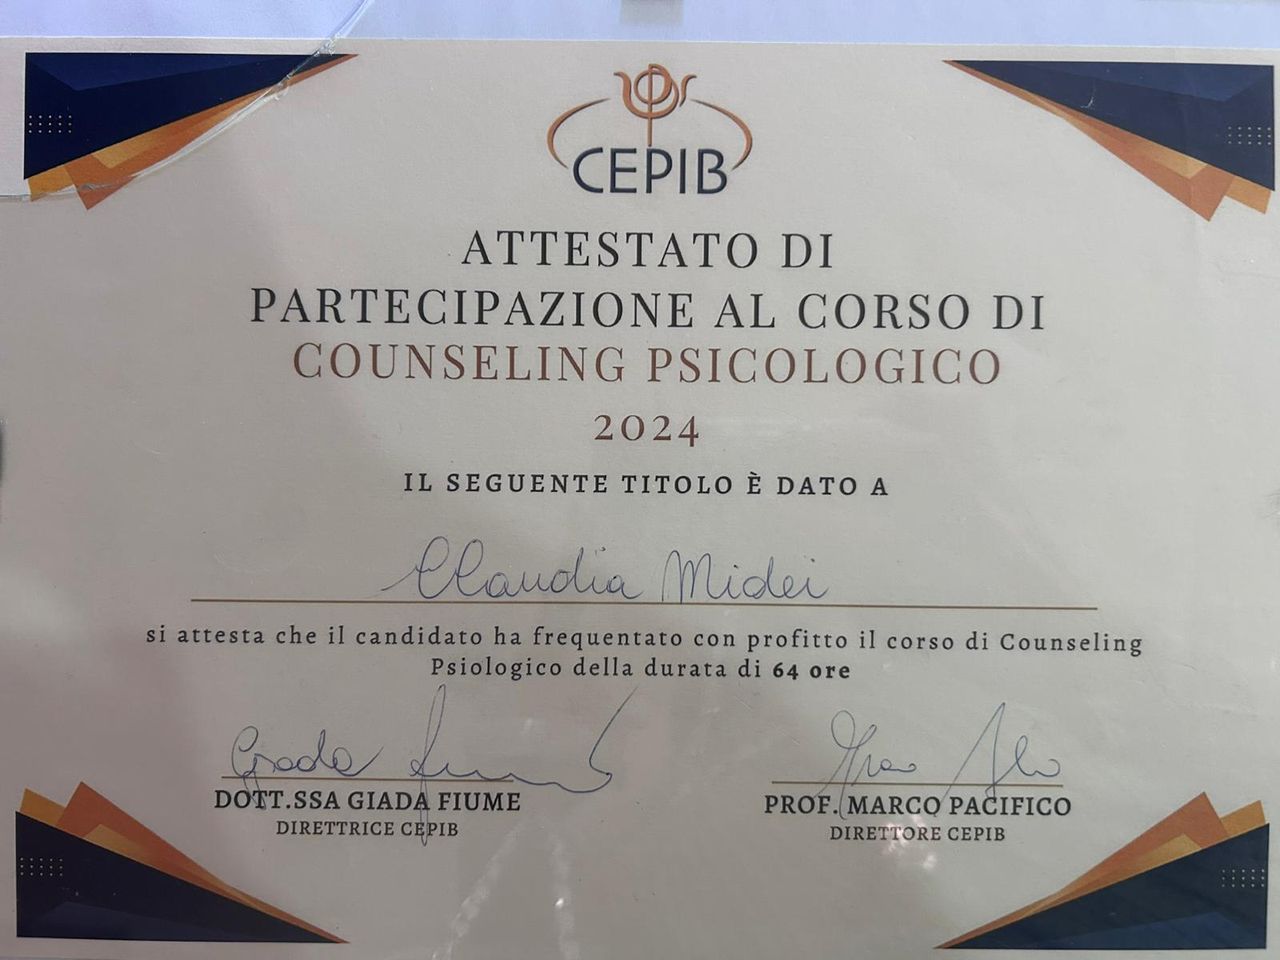 CEPIB
ATTESTATO DI
PARTECIPAZIONE AL CORSO DI
COUNSELING PSICOLOGICO
2024
IL SEGUENTE TITOLO È DATO A
Claudia Midei
si attesta che il candidato ha frequentato con profitto il corso di Counseling
Psiologico della durata di 64 ore
Giada Fiume
DOTT.SSA GIADA FIUME
DIRETTRICE CEPIB
PROF. MARCO PACIFICO
DIRETTORE CEPIB